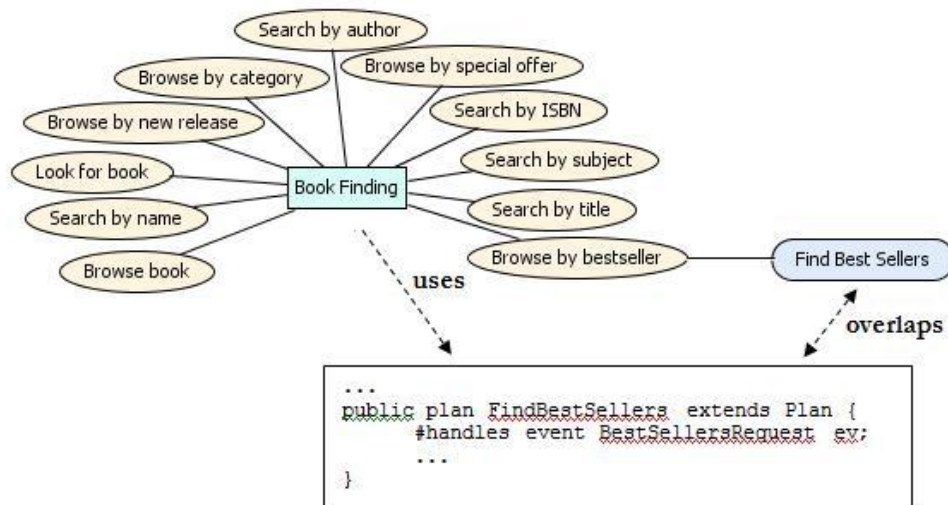 Search by author
Browse by special offer
Browse by category
Search by ISBN
Browse by new release
Search by subject
Look for book
Book Finding
Search by name
Search by title
Browse by bestseller
Find Best Sellers
Browse book
uses
overlaps
...
public plan FindBestSellers extends Plan {
#handles event BestSellersRequest ev;
...
}